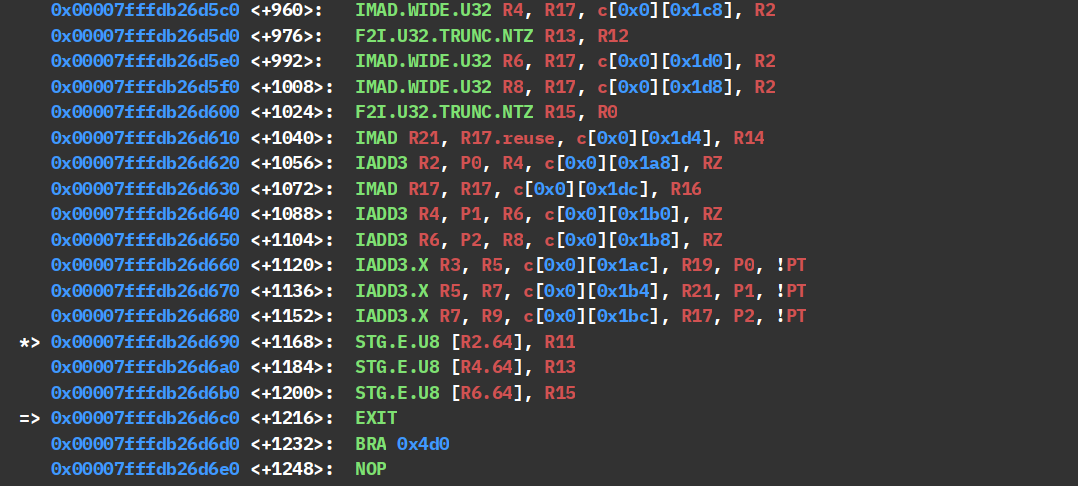 0x00007fffdb26d5c0 <+960>: IMAD.WIDE.U32 R4, R17, c[0x0][0x1c8], R2
0x00007fffdb26d5d0 <+976>: F2I.U32.TRUNC.NTZ R13, R12
0x00007fffdb26d5e0 <+992>: IMAD.WIDE.U32 R6, R17, c[0x0][0x1d0], R2
0x00007fffdb26d5f0 <+1008>: IMAD.WIDE.U32 R8, R17, c[0x0][0x1d8], R2
0x00007fffdb26d600 <+1024>: F2I.U32.TRUNC.NTZ R15, R0
0x00007fffdb26d610 <+1040>: IMAD R21, R17.reuse, c[0x0][0x1d4], R14
0x00007fffdb26d620 <+1056>: IADD3 R2, P0, R4, c[0x0][0x1a8], RZ
0x00007fffdb26d630 <+1072>: IMAD R17, R17, c[0x0][0x1dc], R16
0x00007fffdb26d640 <+1088>: IADD3 R4, P1, R6, c[0x0][0x1b0], RZ
0x00007fffdb26d650 <+1104>: IADD3 R6, P2, R8, c[0x0][0x1b8], RZ
0x00007fffdb26d660 <+1120>: IADD3.X R3, R5, c[0x0][0x1ac], R19, P0, !PT
0x00007fffdb26d670 <+1136>: IADD3.X R5, R7, c[0x0][0x1b4], R21, P1, !PT
0x00007fffdb26d680 <+1152>: IADD3.X R7, R9, c[0x0][0x1bc], R17, P2, !PT
*> 0x00007fffdb26d690 <+1168>: STG.E.U8 [R2.64], R11
0x00007fffdb26d6a0 <+1184>: STG.E.U8 [R4.64], R13
0x00007fffdb26d6b0 <+1200>: STG.E.U8 [R6.64], R15
=> 0x00007fffdb26d6c0 <+1216>: EXIT
0x00007fffdb26d6d0 <+1232>: BRA 0x4d0
0x00007fffdb26d6e0 <+1248>: NOP